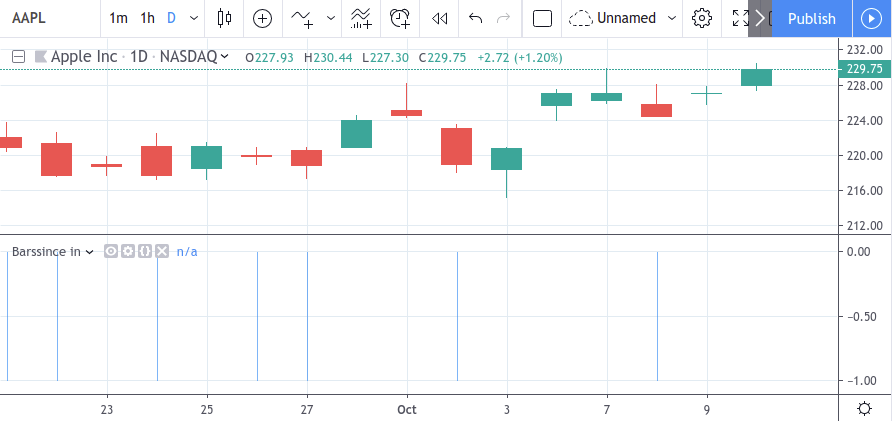 AAPL 1m 1h D Unnamed Publish
Apple Inc · 1D · NASDAQ O227.93 H230.44 L227.30 C229.75 +2.72 (+1.20%)
232.00
229.75
228.00
224.00
220.00
216.00
212.00
Barssince in n/a
0.00
−0.50
−1.00
23 25 27 Oct 3 7 9